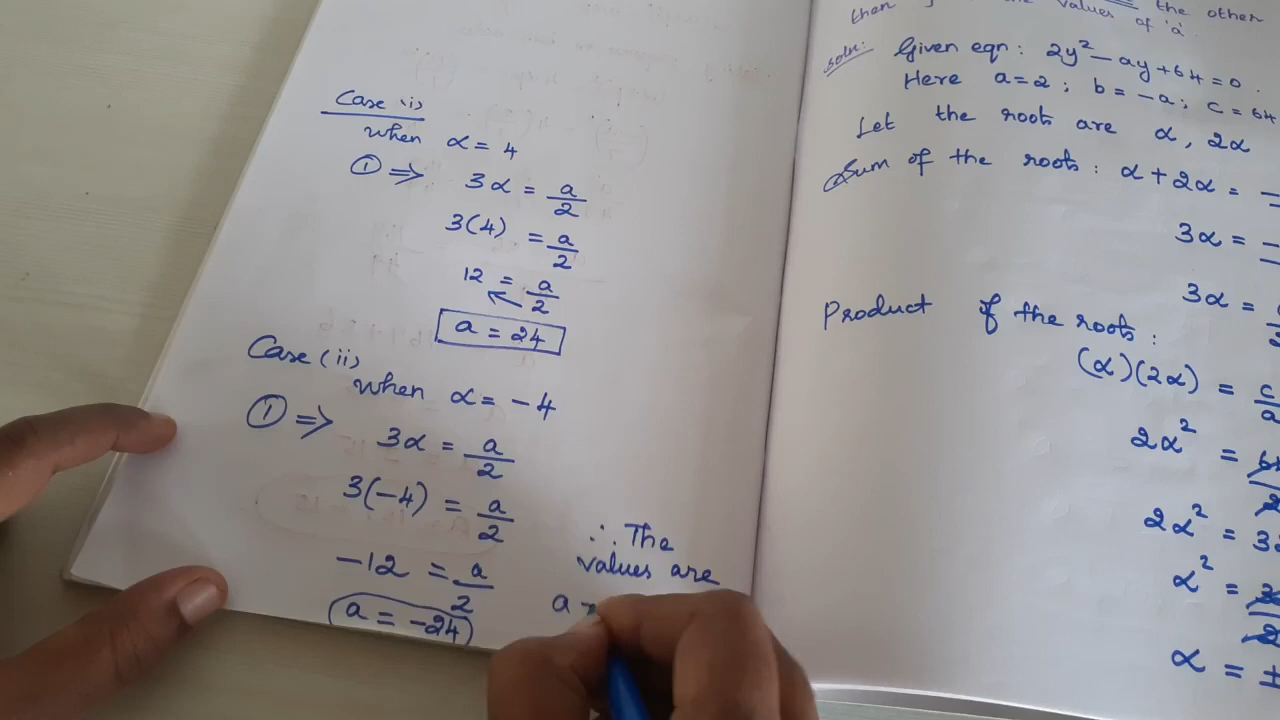 Case (i)
when α = 4
① ⇒ 3α = a/2
3(4) = a/2
12 = a/2
a = 24
Case (ii)
when α = -4
① ⇒ 3α = a/2
3(-4) = a/2
-12 = a/2
a = -24
∴ The
values are
a
the other
then values of 'a'.
Soln: Given eqn: 2y² - ay + 64 = 0.
Here a = 2; b = -a; c = 64
Let the roots are α, 2α
Sum of the roots: α + 2α =
3α =
3α =
Product of the roots:
(α)(2α) = c/a
2α² =
2α² = 3
α² =
α = ±